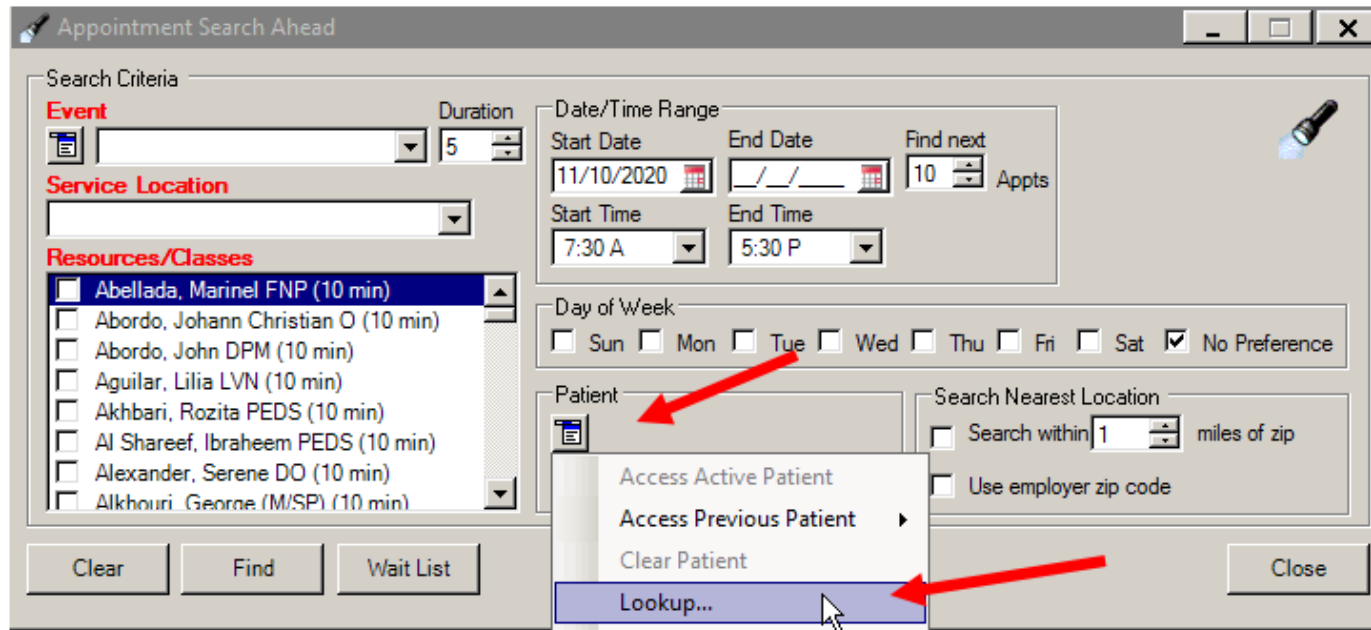 Appointment Search Ahead
Search Criteria
Event
Duration
5
Service Location
Resources/Classes
Abellada, Marinel FNP (10 min)
Abordo, Johann Christian O (10 min)
Abordo, John DPM (10 min)
Aguilar, Lilia LVN (10 min)
Akhbari, Rozita PEDS (10 min)
Al Shareef, Ibraheem PEDS (10 min)
Alexander, Serene DO (10 min)
Alkhouri, George (M/SP) (10 min)
Date/Time Range
Start Date End Date Find next
11/10/2020 __/__/____ 10 Appts
Start Time End Time
7:30 A 5:30 P
Day of Week
Sun Mon Tue Wed Thu Fri Sat No Preference
Patient
Access Active Patient
Access Previous Patient
Clear Patient
Lookup...
Search Nearest Location
Search within 1 miles of zip
Use employer zip code
Clear Find Wait List Close